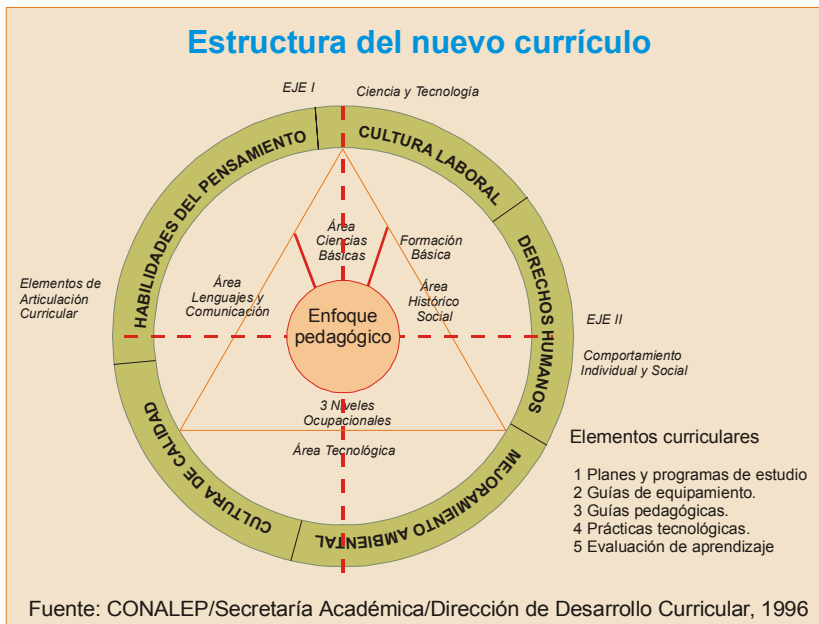 Estructura del nuevo currículo
EJE I
Ciencia y Tecnología
HABILIDADES DEL PENSAMIENTO
CULTURA LABORAL
DERECHOS HUMANOS
MEJORAMIENTO AMBIENTAL
CULTURA DE CALIDAD
Área
Ciencias
Básicas
Formación
Básica
Elementos de
Articulación
Curricular
Área
Lenguajes y
Comunicación
Área
Histórico
Social
Enfoque
pedagógico
EJE II
Comportamiento
Individual y Social
3 Niveles
Ocupacionales
Área Tecnológica
Elementos curriculares
1 Planes y programas de estudio
2 Guías de equipamiento.
3 Guías pedagógicas.
4 Prácticas tecnológicas.
5 Evaluación de aprendizaje
Fuente: CONALEP/Secretaría Académica/Dirección de Desarrollo Curricular, 1996